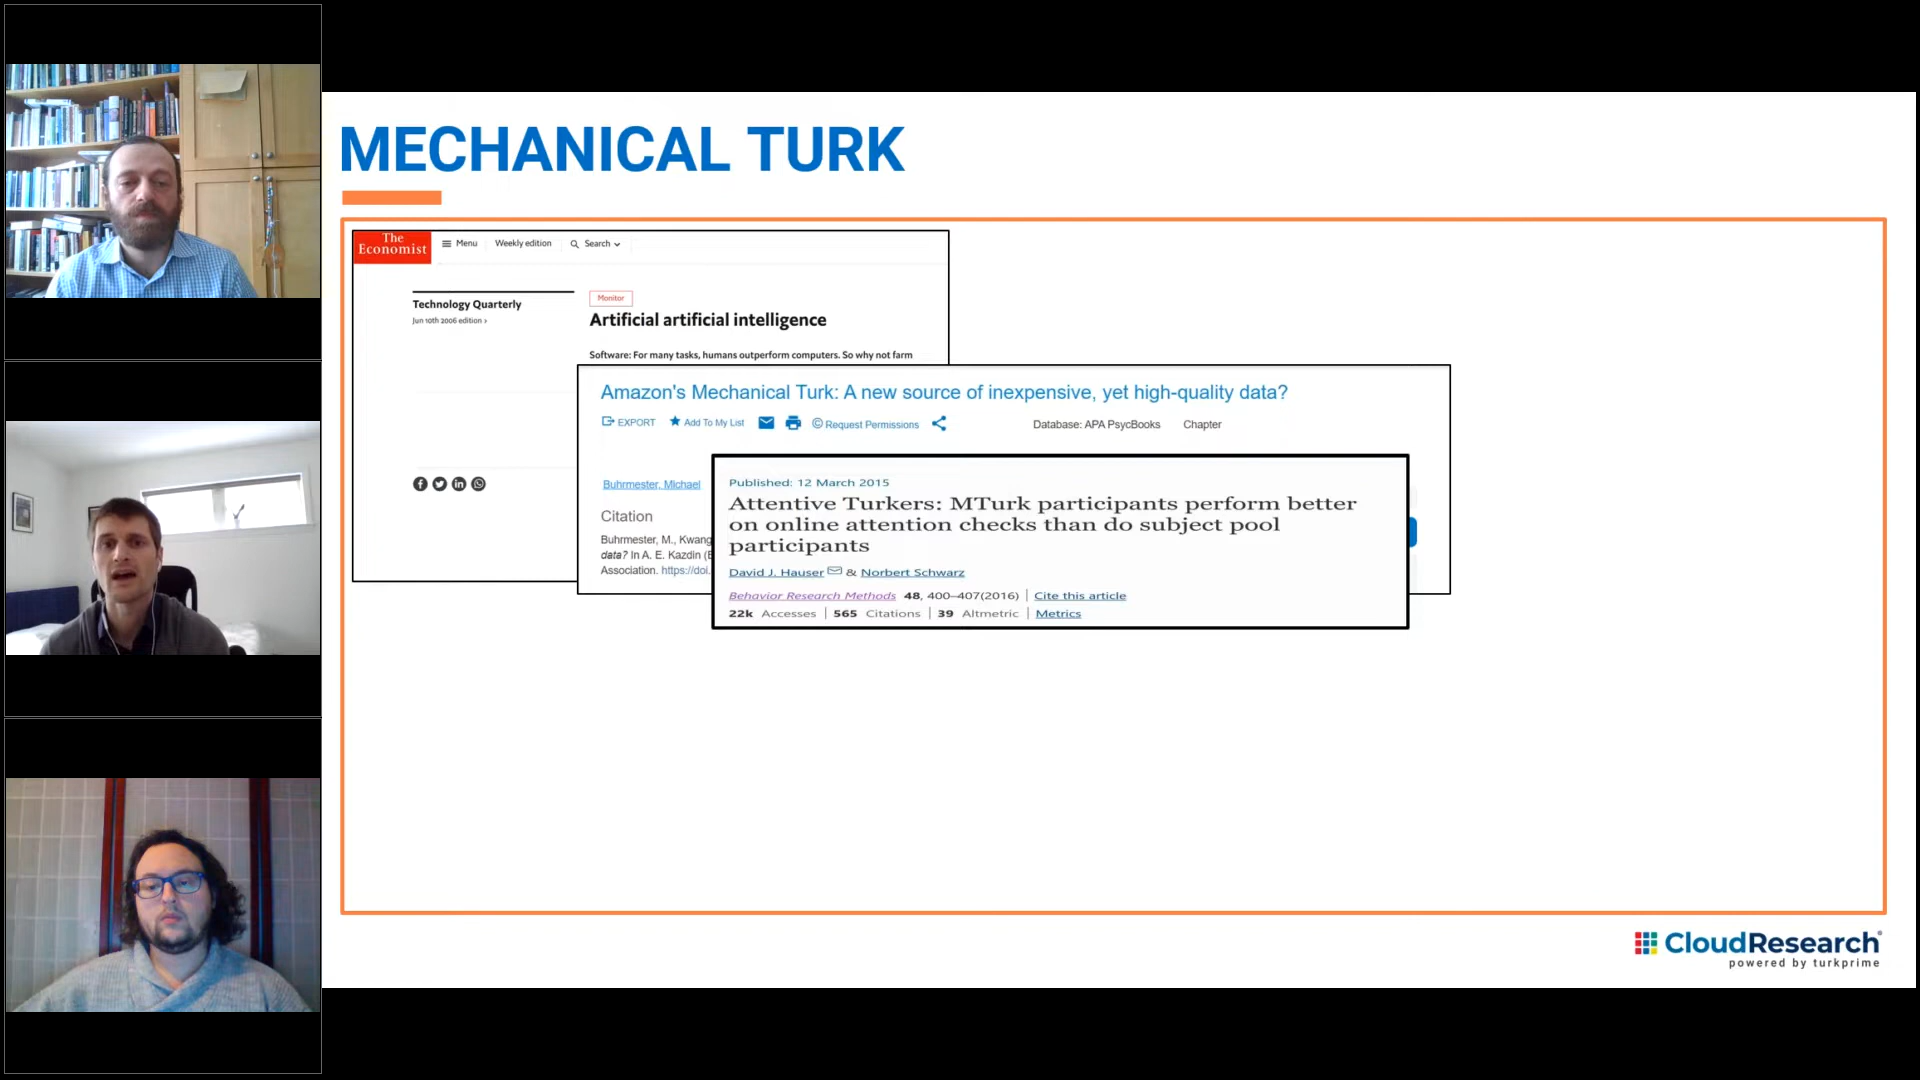 MECHANICAL TURK
The
Economist
Menu
Weekly edition
Search
Technology Quarterly
Jun 10th 2006 edition ›
Monitor
Artificial artificial intelligence
Software: For many tasks, humans outperform computers. So why not farm
Amazon's Mechanical Turk: A new source of inexpensive, yet high-quality data?
EXPORT
Add To My List
© Request Permissions
Database: APA PsycBooks
Chapter
Buhrmester, Michael
Citation
Buhrmester, M., Kwang
data? In A. E. Kazdin (E
Association. https://doi.
Published: 12 March 2015
Attentive Turkers: MTurk participants perform better
on online attention checks than do subject pool
participants
David J. Hauser & Norbert Schwarz
Behavior Research Methods 48, 400–407(2016) | Cite this article
22k Accesses | 565 Citations | 39 Altmetric | Metrics
CloudResearch®
powered by turkprime